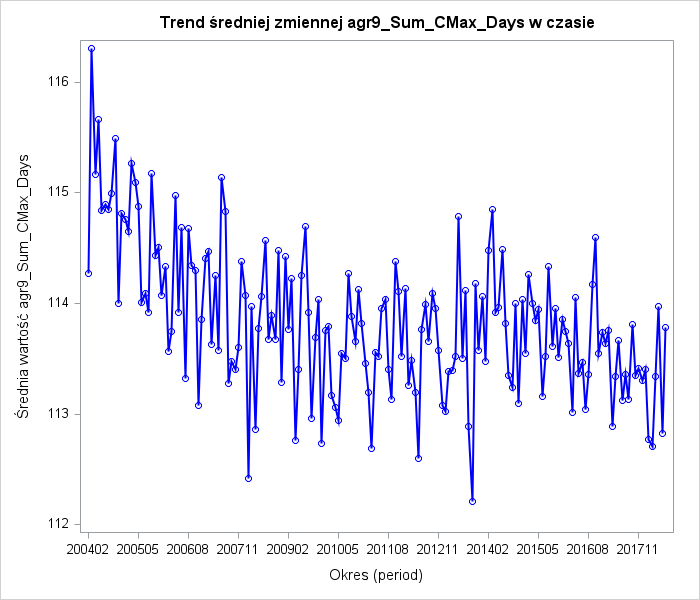 Trend średniej zmiennej agr9_Sum_CMax_Days w czasie
Średnia wartość agr9_Sum_CMax_Days
116
115
114
113
112
200402 200505 200608 200711 200902 201005 201108 201211 201402 201505 201608 201711
Okres (period)